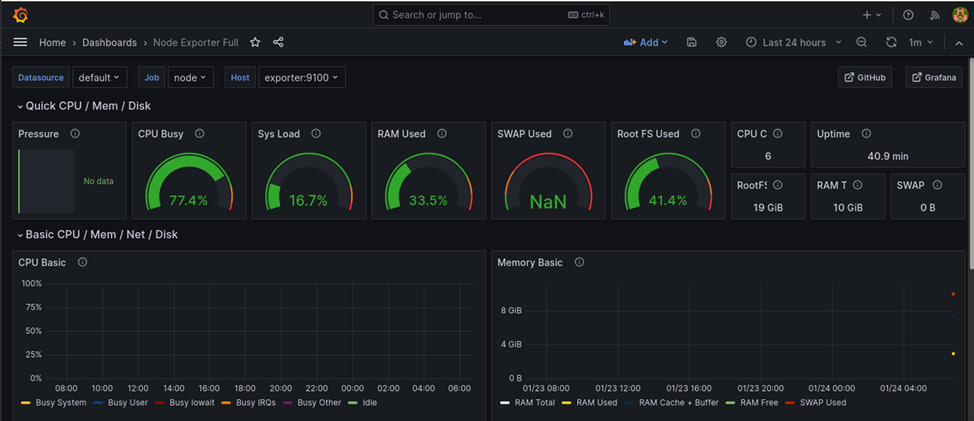 Search or jump to... ctrl+k
Home › Dashboards › Node Exporter Full
Add
Last 24 hours
1m
Datasource default Job node Host exporter:9100
GitHub Grafana
Quick CPU / Mem / Disk
Pressure CPU Busy Sys Load RAM Used SWAP Used Root FS Used CPU C Uptime
No data 77.4% 16.7% 33.5% NaN 41.4% 6 40.9 min
RootFS RAM T SWAP
19 GiB 10 GiB 0 B
Basic CPU / Mem / Net / Disk
CPU Basic
100%
75%
50%
25%
0%
08:00 10:00 12:00 14:00 16:00 18:00 20:00 22:00 00:00 02:00 04:00 06:00
Busy System Busy User Busy Iowait Busy IRQs Busy Other Idle
Memory Basic
8 GiB
4 GiB
0 B
01/23 08:00 01/23 12:00 01/23 16:00 01/23 20:00 01/24 00:00 01/24 04:00
RAM Total RAM Used RAM Cache + Buffer RAM Free SWAP Used